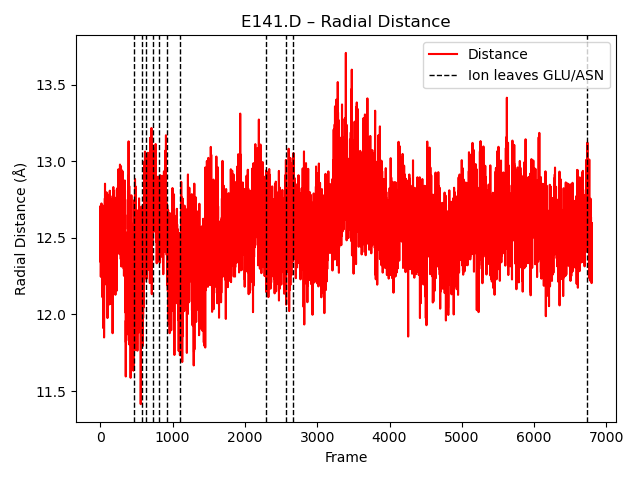 E141.D – Radial Distance
Radial Distance (Å)
13.5
13.0
12.5
12.0
11.5
Distance
Ion leaves GLU/ASN
0 1000 2000 3000 4000 5000 6000 7000
Frame